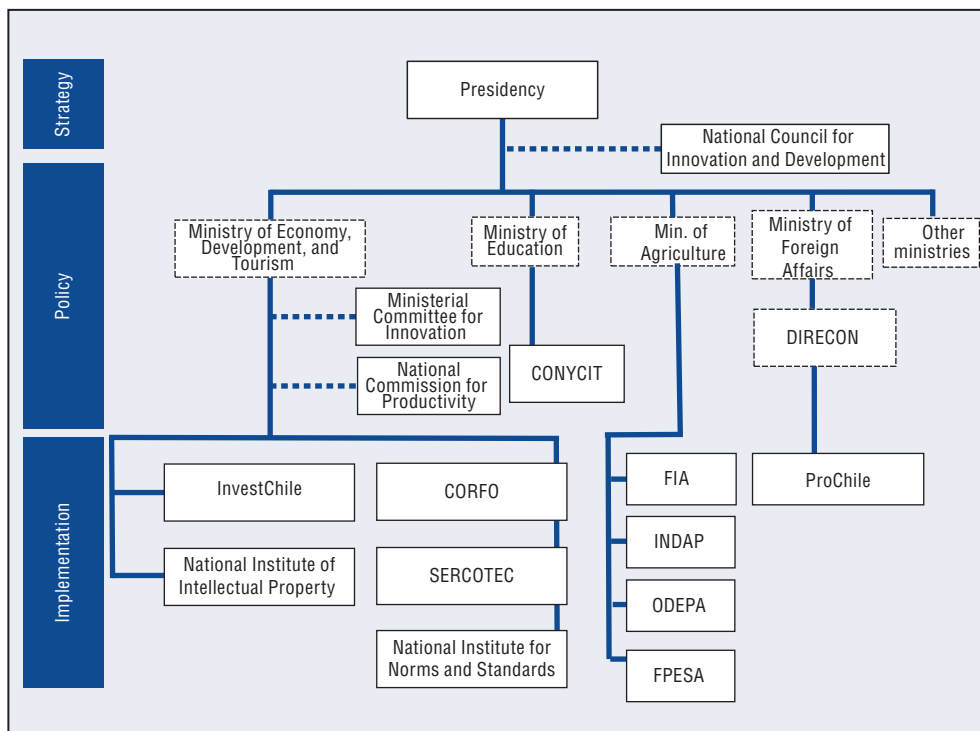 Strategy
Presidency
National Council for
Innovation and Development
Policy
Ministry of Economy,
Development, and
Tourism
Ministry of
Education
Min. of
Agriculture
Ministry of
Foreign
Affairs
Other
ministries
Ministerial
Committee for
Innovation
National
Commission for
Productivity
CONYCIT
DIRECON
Implementation
InvestChile
CORFO
FIA
ProChile
National Institute of
Intellectual Property
SERCOTEC
INDAP
ODEPA
National Institute for
Norms and Standards
FPESA